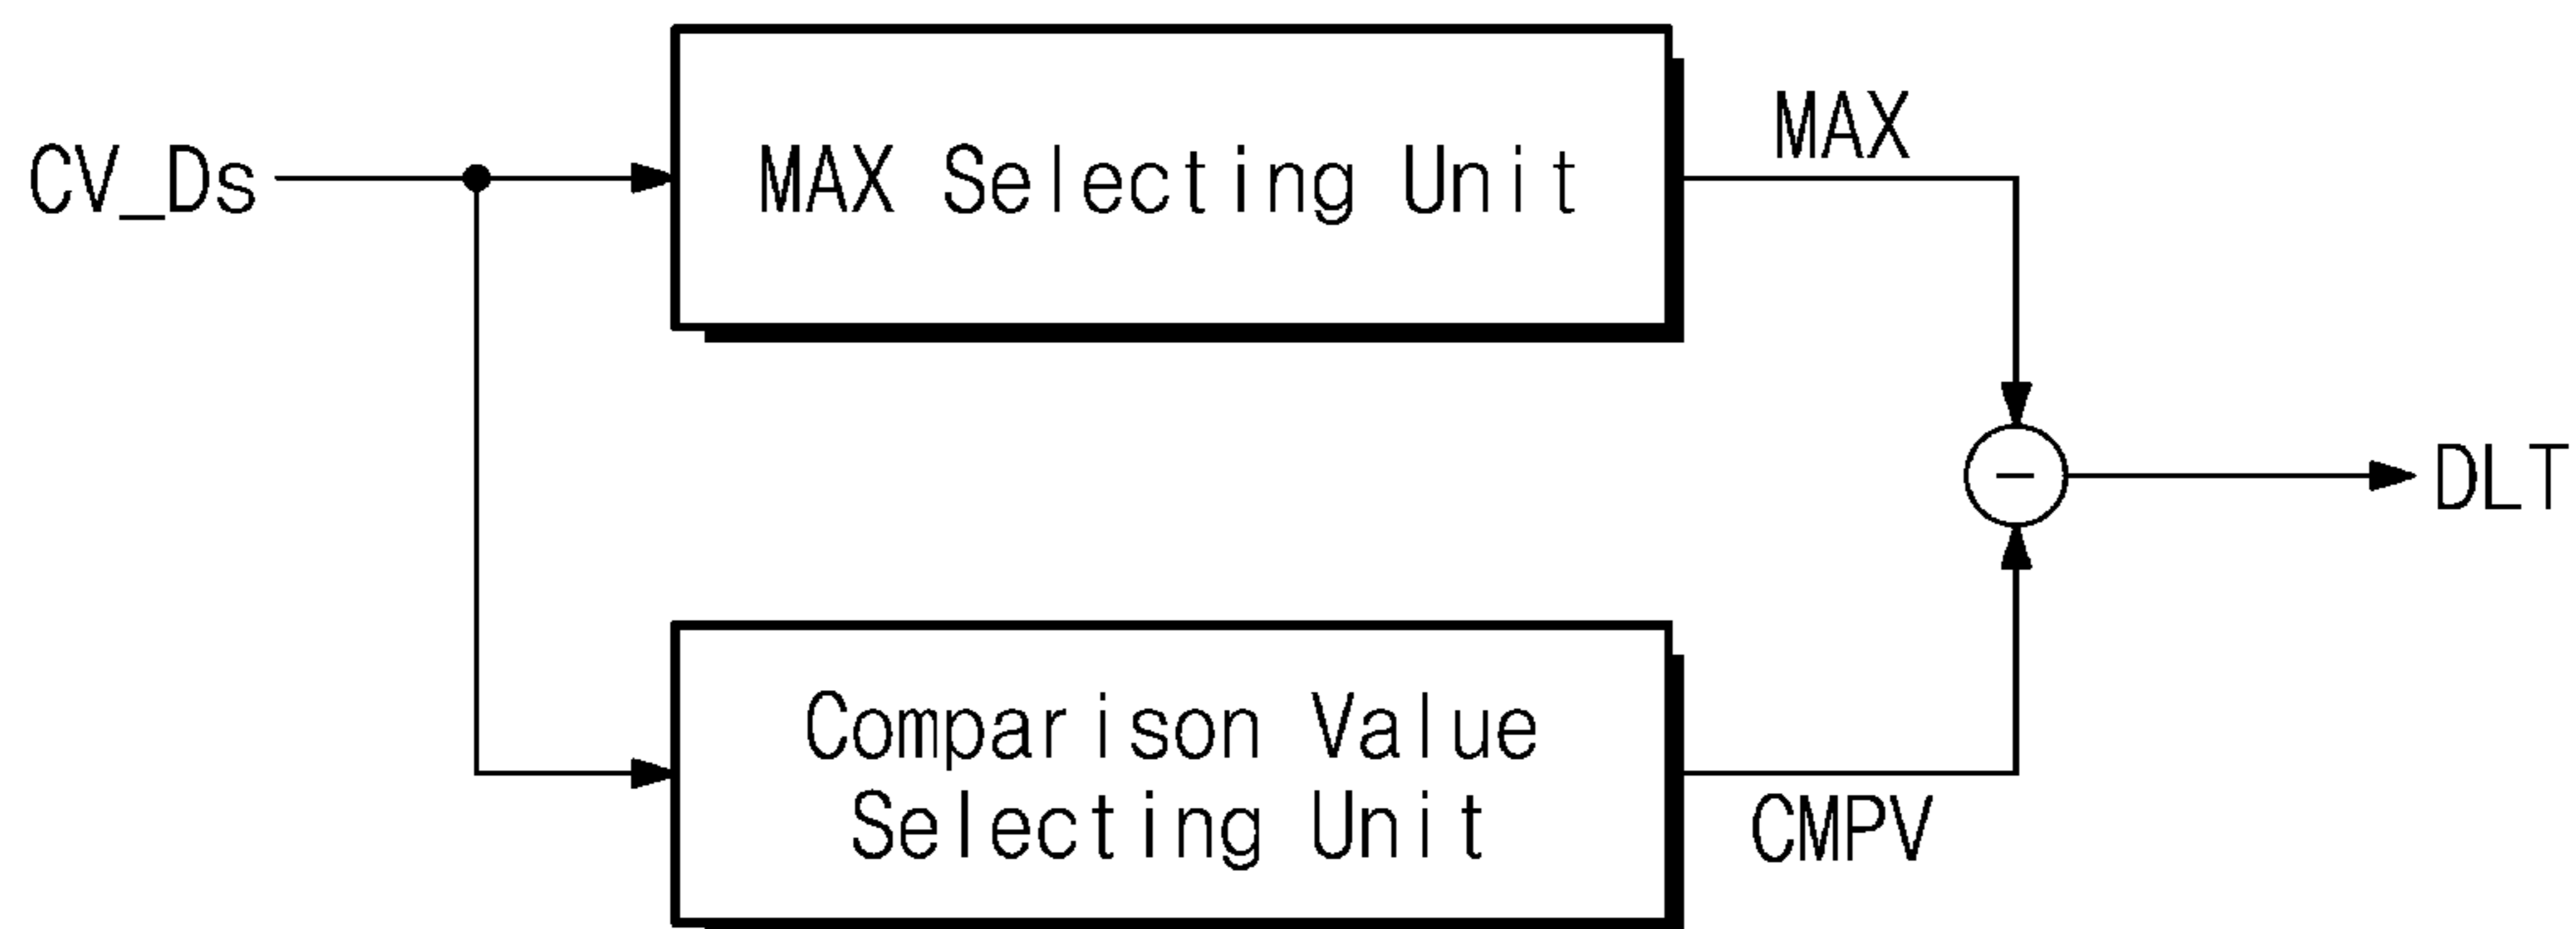 CV_Ds
MAX Selecting Unit
MAX
-
DLT
Comparison Value
Selecting Unit
CMPV